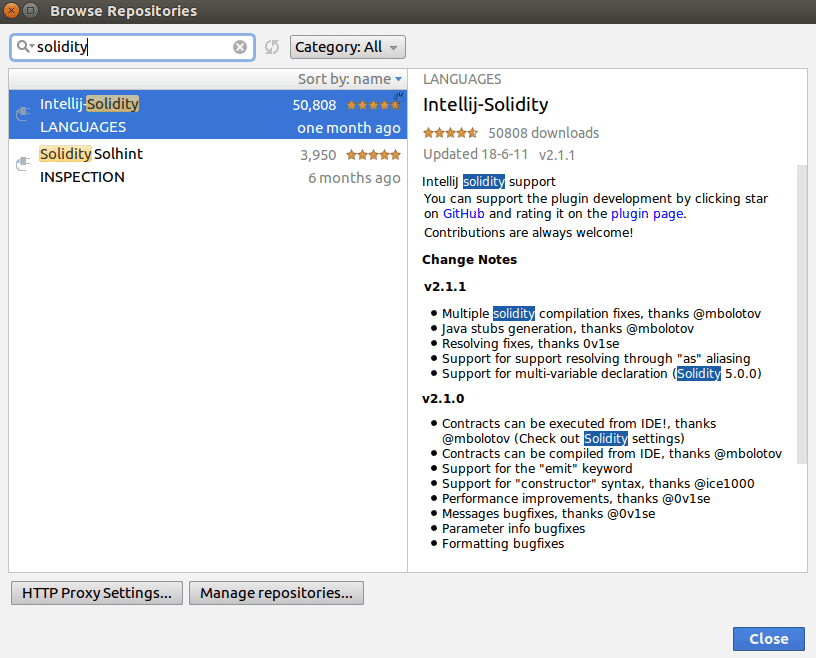 Browse Repositories
solidity
Category: All
Sort by: name
Intellij-Solidity 50,808
LANGUAGES one month ago
Solidity Solhint 3,950
INSPECTION 6 months ago
LANGUAGES
Intellij-Solidity
50808 downloads
Updated 18-6-11 v2.1.1
IntelliJ solidity support
You can support the plugin development by clicking star
on GitHub and rating it on the plugin page.
Contributions are always welcome!
Change Notes
v2.1.1
Multiple solidity compilation fixes, thanks @mbolotov
Java stubs generation, thanks @mbolotov
Resolving fixes, thanks 0v1se
Support for support resolving through "as" aliasing
Support for multi-variable declaration (Solidity 5.0.0)
v2.1.0
Contracts can be executed from IDE!, thanks
@mbolotov (Check out Solidity settings)
Contracts can be compiled from IDE, thanks @mbolotov
Support for the "emit" keyword
Support for "constructor" syntax, thanks @ice1000
Performance improvements, thanks @0v1se
Messages bugfixes, thanks @0v1se
Parameter info bugfixes
Formatting bugfixes
HTTP Proxy Settings... Manage repositories...
Close